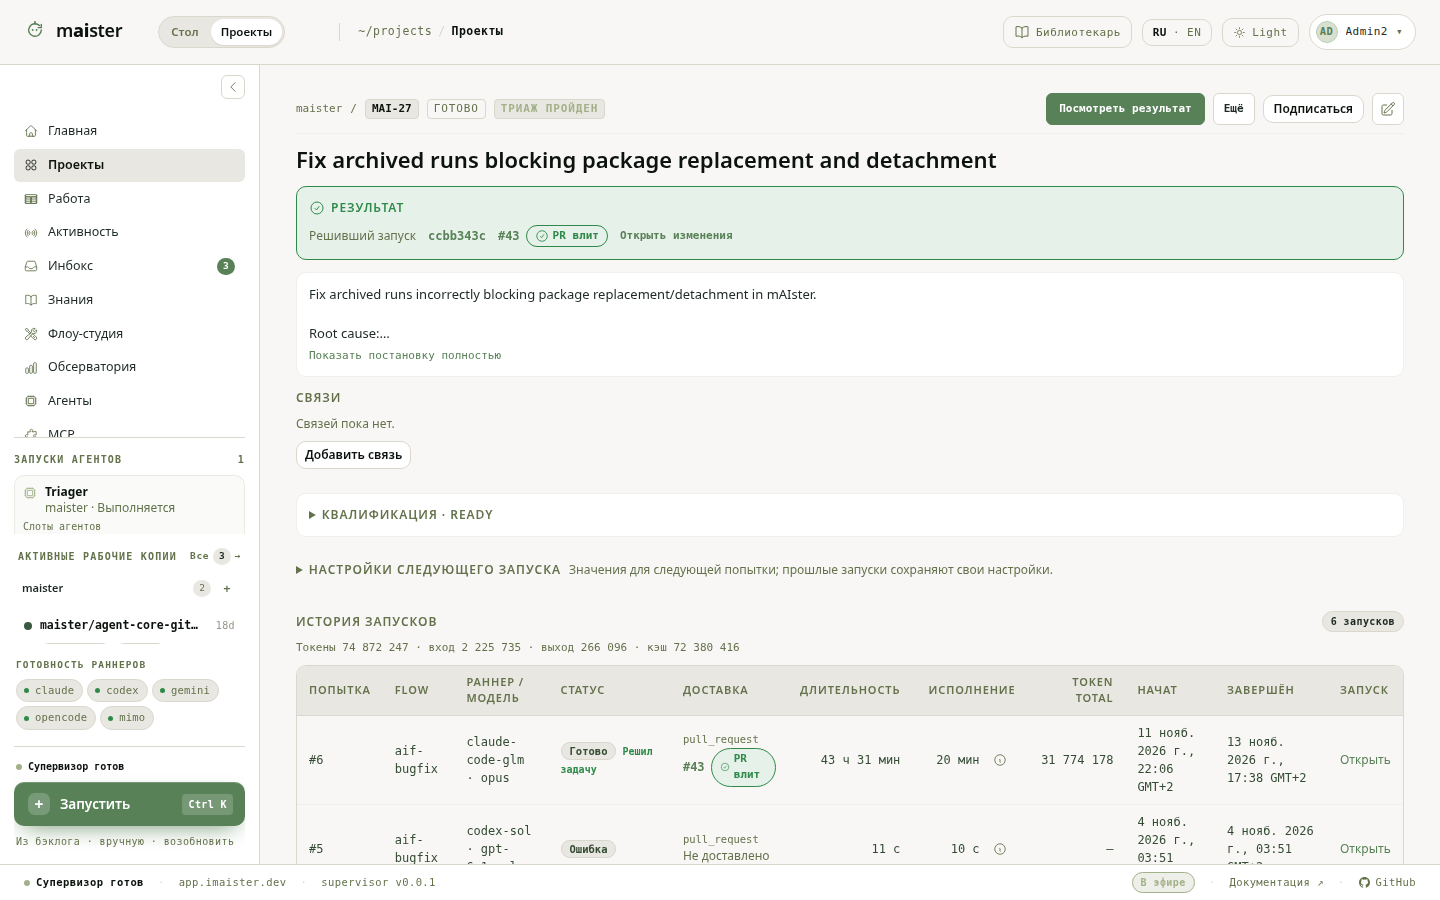 maister
Стол
Проекты
~/projects / Проекты
Библиотекарь
RU · EN
Light
AD Admin2
Главная
Проекты
Работа
Активность
Инбокс 3
Знания
Флоу-студия
Обсерватория
Агенты
MCP
ЗАПУСКИ АГЕНТОВ 1
Triager
maister · Выполняется
Слоты агентов
АКТИВНЫЕ РАБОЧИЕ КОПИИ Все 3 →
maister 2 +
maister/agent-core-git… 18d
ГОТОВНОСТЬ РАННЕРОВ
claude codex gemini
opencode mimo
Супервизор готов
+ Запустить Ctrl K
Из бэклога · вручную · возобновить
maister / MAI-27 ГОТОВО ТРИАЖ ПРОЙДЕН
Посмотреть результат Ещё Подписаться
Fix archived runs blocking package replacement and detachment
РЕЗУЛЬТАТ
Решивший запуск ccbb343c #43 PR влит Открыть изменения
Fix archived runs incorrectly blocking package replacement/detachment in mAIster.
Root cause:…
Показать постановку полностью
СВЯЗИ
Связей пока нет.
Добавить связь
КВАЛИФИКАЦИЯ · READY
НАСТРОЙКИ СЛЕДУЮЩЕГО ЗАПУСКА Значения для следующей попытки; прошлые запуски сохраняют свои настройки.
ИСТОРИЯ ЗАПУСКОВ 6 запусков
Токены 74 872 247 · вход 2 225 735 · выход 266 096 · кэш 72 380 416
ПОПЫТКА FLOW РАННЕР / МОДЕЛЬ СТАТУС ДОСТАВКА ДЛИТЕЛЬНОСТЬ ИСПОЛНЕНИЕ TOKEN TOTAL НАЧАТ ЗАВЕРШЁН ЗАПУСК
#6 aif-bugfix claude-code-glm · opus Готово Решил задачу pull_request #43 PR влит 43 ч 31 мин 20 мин 31 774 178 11 нояб. 2026 г., 22:06 GMT+2 13 нояб. 2026 г., 17:38 GMT+2 Открыть
#5 aif-bugfix codex-sol · gpt- Ошибка pull_request Не доставлено 11 с 10 с — 4 нояб. 2026 г., 03:51 4 нояб. 2026 г., 03:51 Открыть
Супервизор готов · app.imaister.dev · supervisor v0.0.1
В эфире · Документация ↗ · GitHub